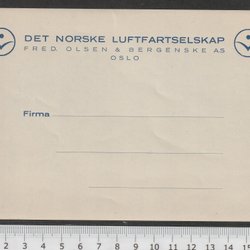 DET NORSKE LUFTFARTSELSKAP
FRED. OLSEN & BERGENSKE AS
OSLO
Firma